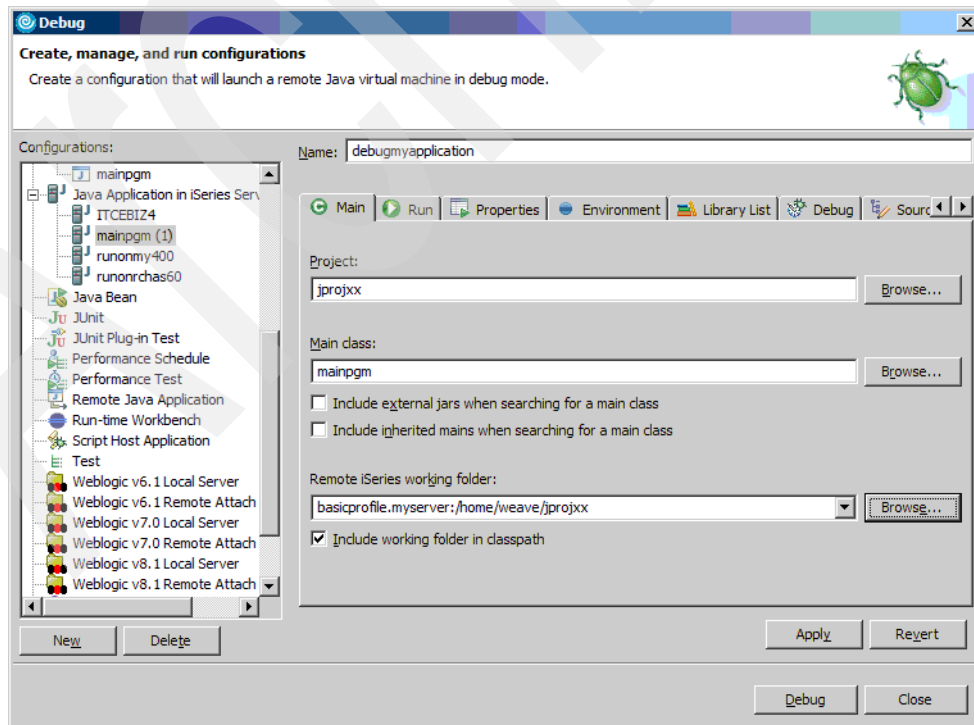 Debug
Create, manage, and run configurations
Create a configuration that will launch a remote Java virtual machine in debug mode.
Configurations:
mainpgm
Java Application in iSeries Serv
ITCEBIZ4
mainpgm (1)
runonmy400
runonrchas60
Java Bean
JUnit
JUnit Plug-in Test
Performance Schedule
Performance Test
Remote Java Application
Run-time Workbench
Script Host Application
Test
Weblogic v6.1 Local Server
Weblogic v6.1 Remote Attach
Weblogic v7.0 Local Server
Weblogic v7.0 Remote Attach
Weblogic v8.1 Local Server
Weblogic v8.1 Remote Attach
New Delete
Name: debugmyapplication
Main Run Properties Environment Library List Debug Sourc
Project:
jprojxx Browse...
Main class:
mainpgm Browse...
Include external jars when searching for a main class
Include inherited mains when searching for a main class
Remote iSeries working folder:
basicprofile.myserver:/home/weave/jprojxx Browse...
Include working folder in classpath
Apply Revert
Debug Close